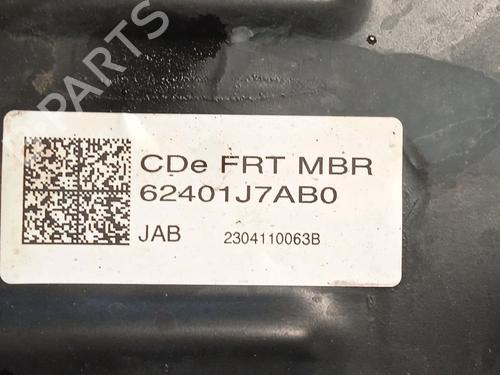 PARTS
CDe FRT MBR
62401J7AB0
JAB 2304110063B